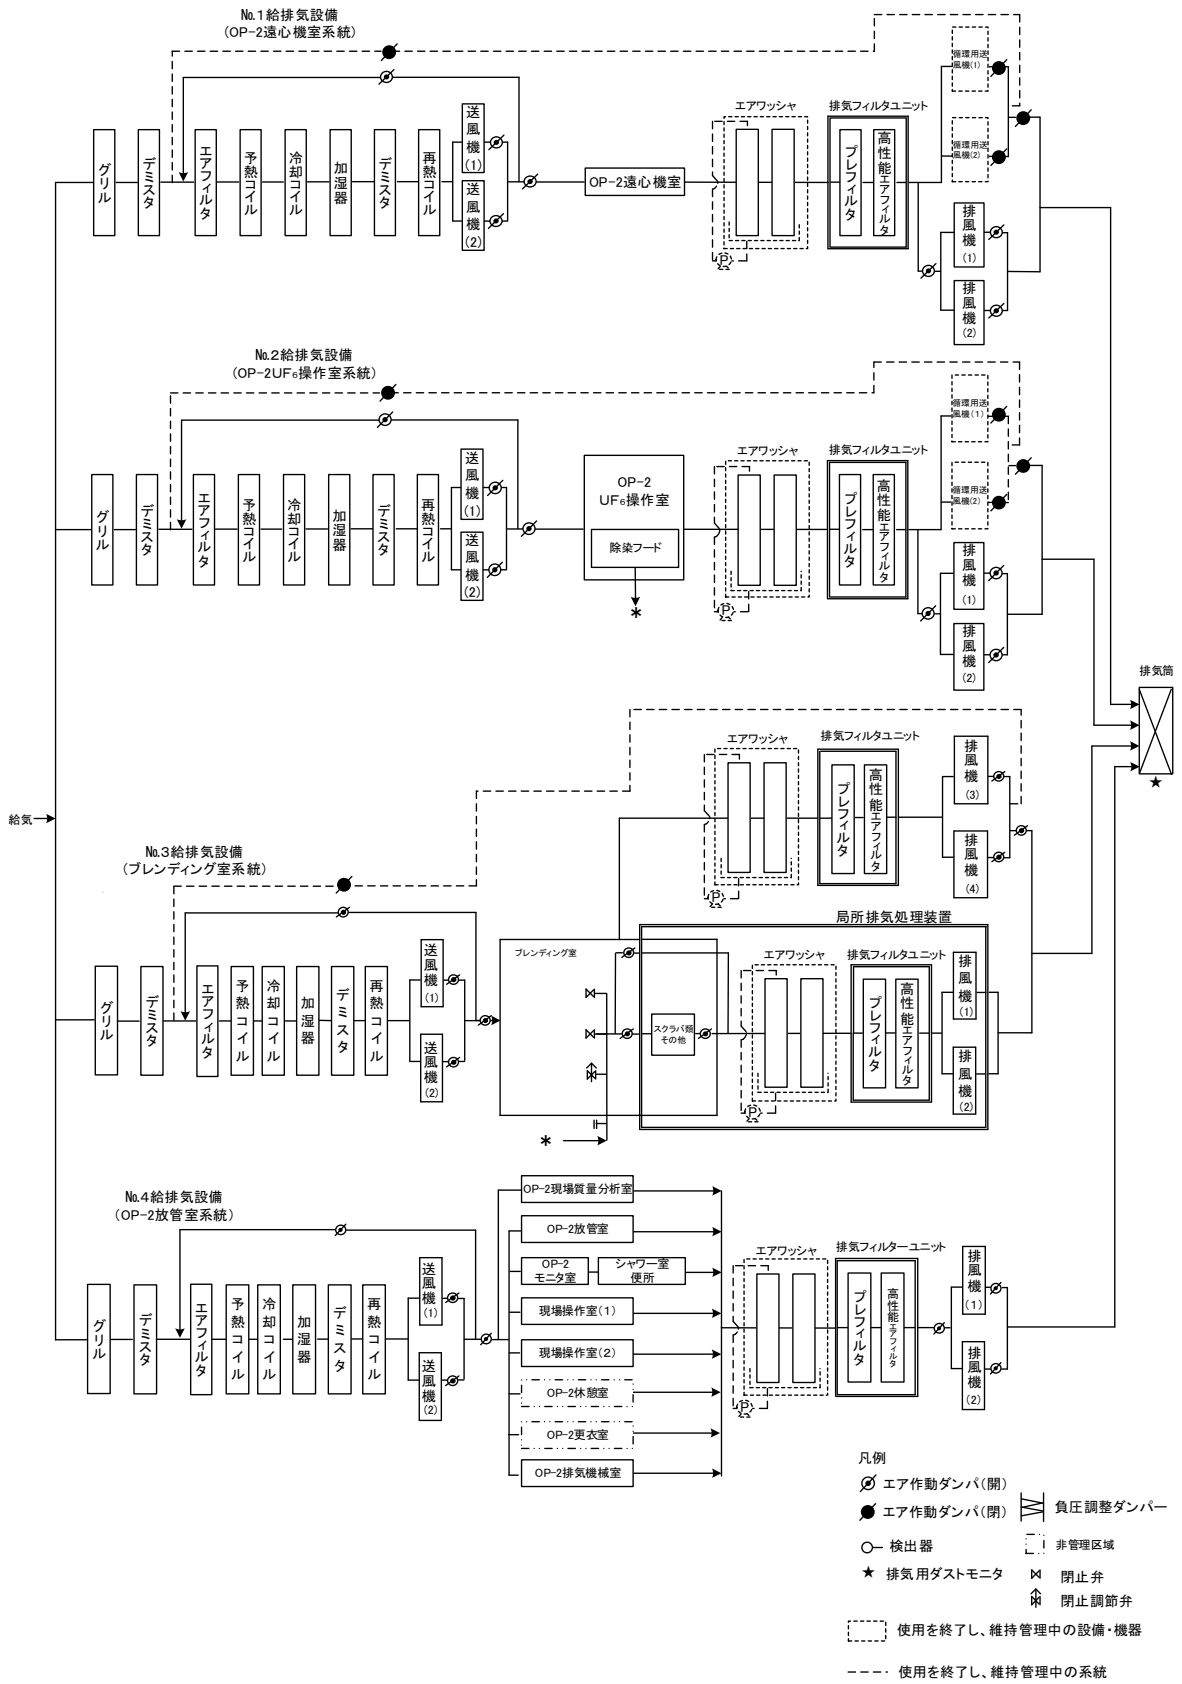 №1給排気設備
(OP-2遠心機室系統)
グリル
デミスタ
エアフィルタ
予熱コイル
冷却コイル
加湿器
デミスタ
再熱コイル
送風機(1)
送風機(2)
OP-2遠心機室
エアワッシャ
P
排気フィルタユニット
プレフィルタ
高性能エアフィルタ
循環用送
風機(1)
循環用送
風機(2)
排風機(1)
排風機(2)
№2給排気設備
(OP-2UF₆操作室系統)
グリル
デミスタ
エアフィルタ
予熱コイル
冷却コイル
加湿器
デミスタ
再熱コイル
送風機(1)
送風機(2)
OP-2
UF₆操作室
除染フード
*
エアワッシャ
P
排気フィルタユニット
プレフィルタ
高性能エアフィルタ
循環用送
風機(1)
循環用送
風機(2)
排風機(1)
排風機(2)
排気筒
★
給気
エアワッシャ
P
排気フィルタユニット
プレフィルタ
高性能エアフィルタ
排風機(3)
排風機(4)
№3給排気設備
(ブレンディング室系統)
グリル
デミスタ
エアフィルタ
予熱コイル
冷却コイル
加湿器
デミスタ
再熱コイル
送風機(1)
送風機(2)
ブレンディング室
*
局所排気処理装置
スクラバ類
その他
エアワッシャ
P
排気フィルタユニット
プレフィルタ
高性能エアフィルタ
排風機(1)
排風機(2)
№4給排気設備
(OP-2放管室系統)
グリル
デミスタ
エアフィルタ
予熱コイル
冷却コイル
加湿器
デミスタ
再熱コイル
送風機(1)
送風機(2)
OP-2現場質量分析室
OP-2放管室
OP-2
モニタ室
シャワー室
便所
現場操作室(1)
現場操作室(2)
OP-2休憩室
OP-2更衣室
OP-2排気機械室
エアワッシャ
P
排気フィルターユニット
プレフィルタ
高性能エアフィルタ
排風機(1)
排風機(2)
凡例
エア作動ダンパ(開)
エア作動ダンパ(閉)
負圧調整ダンパー
検出器
非管理区域
★ 排気用ダストモニタ
閉止弁
閉止調節弁
使用を終了し、維持管理中の設備・機器
使用を終了し、維持管理中の系統